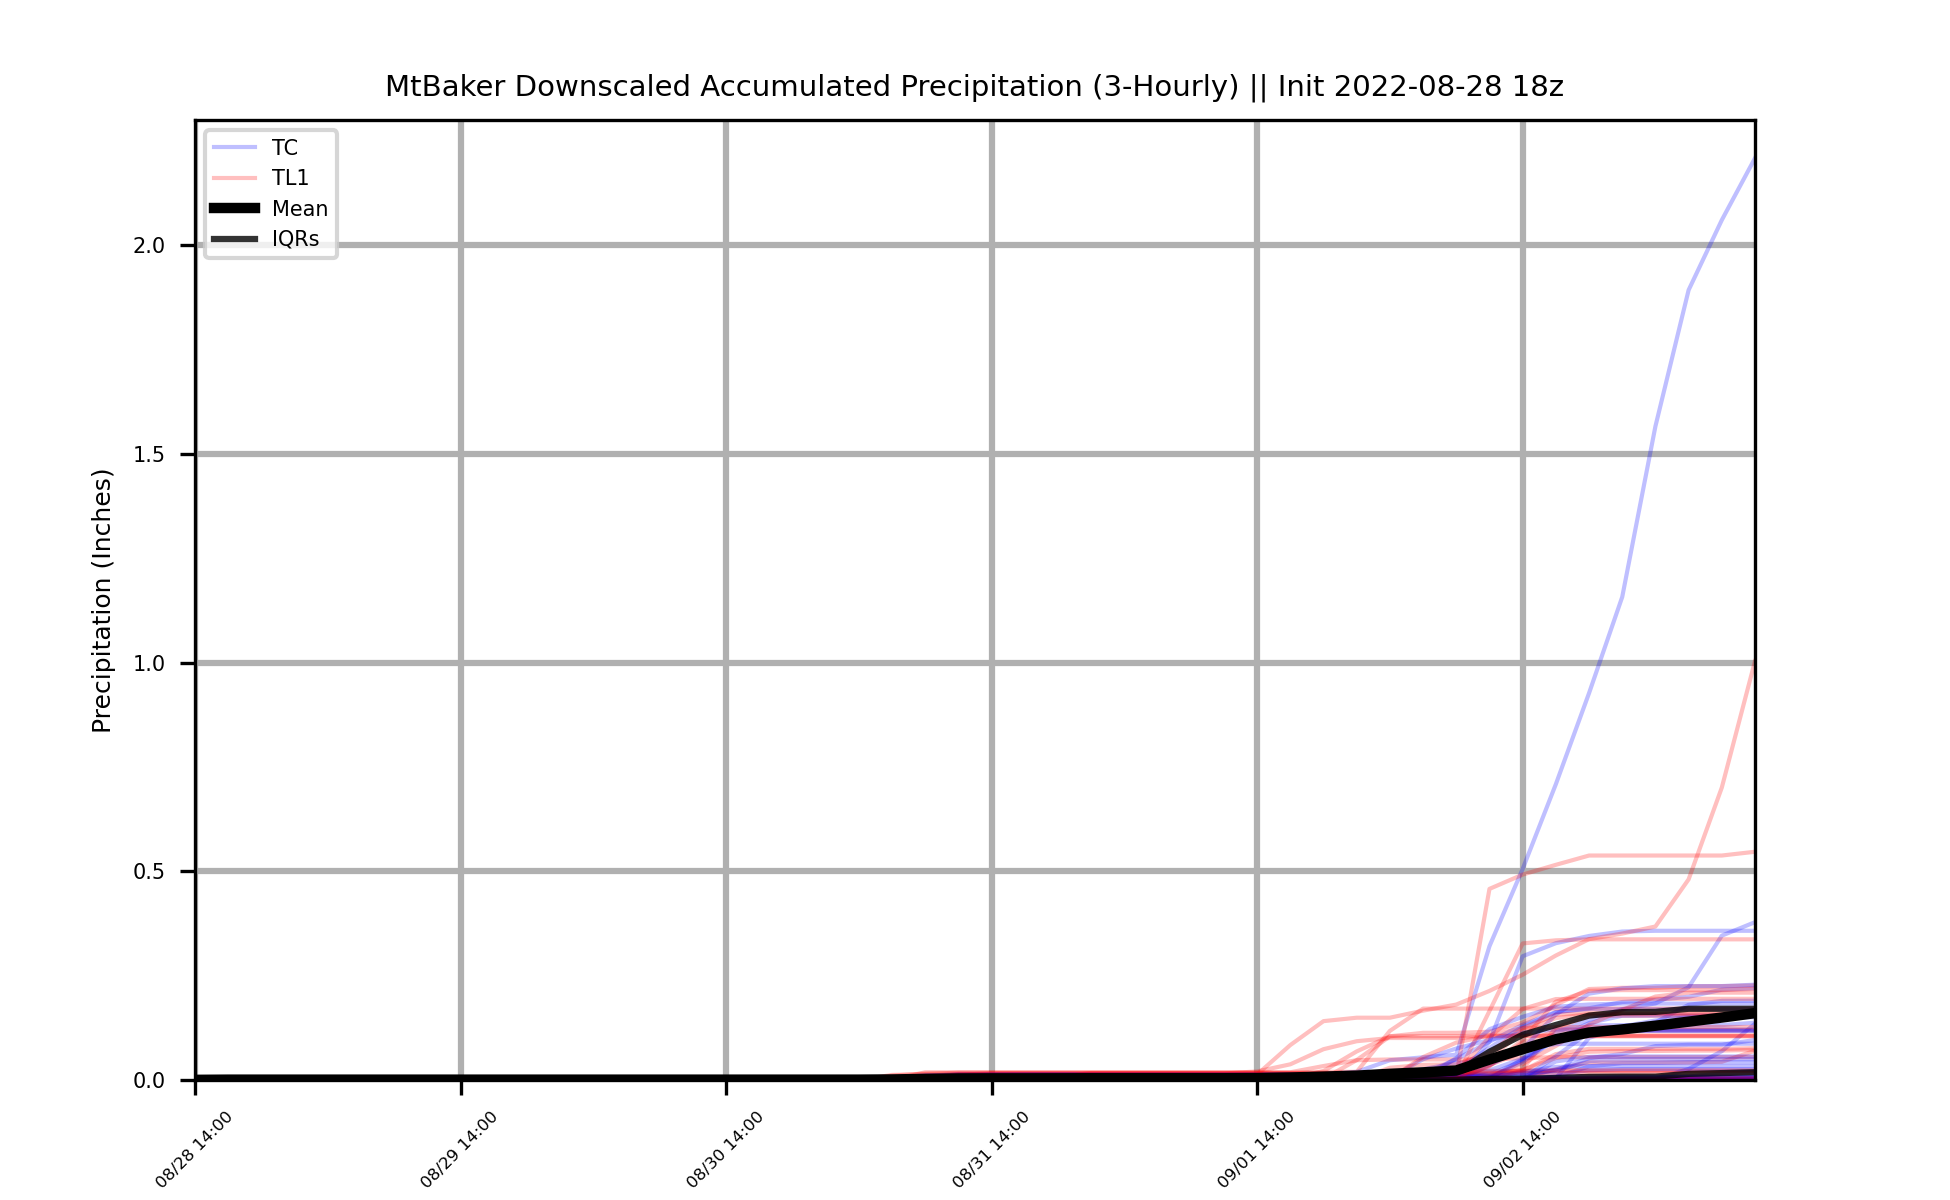 MtBaker Downscaled Accumulated Precipitation (3-Hourly) || Init 2022-08-28 18z
TC
TL1
Mean
IQRs
Precipitation (Inches)
2.0
1.5
1.0
0.5
0.0
08/28 14:00
08/29 14:00
08/30 14:00
08/31 14:00
09/01 14:00
09/02 14:00